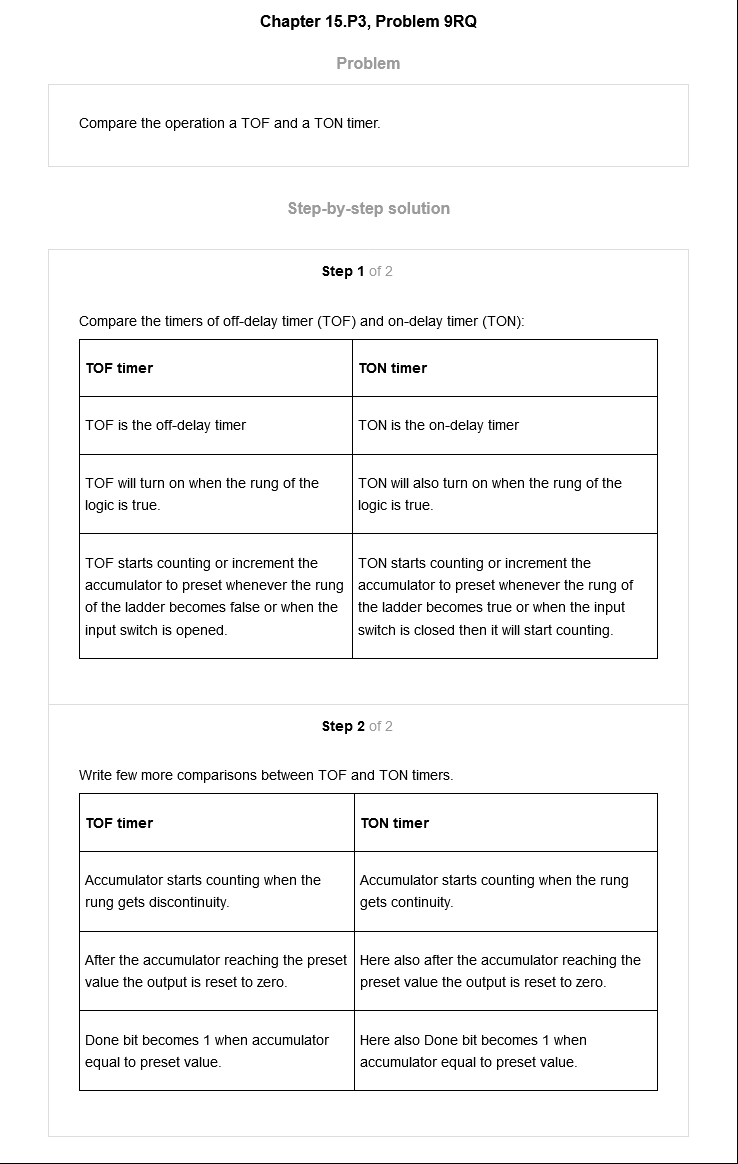 Chapter 15.P3, Problem 9RQ
Problem
Compare the operation a TOF and a TON timer.
Step-by-step solution
Step 1 of 2
Compare the timers of off-delay timer (TOF) and on-delay timer (TON):
TOF timer
TON timer
TOF is the off-delay timer
TON is the on-delay timer
TOF will turn on when the rung of the
logic is true.
TON will also turn on when the rung of the
logic is true.
TOF starts counting or increment the
accumulator to preset whenever the rung
of the ladder becomes false or when the
input switch is opened.
TON starts counting or increment the
accumulator to preset whenever the rung of
the ladder becomes true or when the input
switch is closed then it will start counting.
Step 2 of 2
Write few more comparisons between TOF and TON timers.
TOF timer
TON timer
Accumulator starts counting when the
rung gets discontinuity.
Accumulator starts counting when the rung
gets continuity.
After the accumulator reaching the preset
value the output is reset to zero.
Here also after the accumulator reaching the
preset value the output is reset to zero.
Done bit becomes 1 when accumulator
equal to preset value.
Here also Done bit becomes 1 when
accumulator equal to preset value.